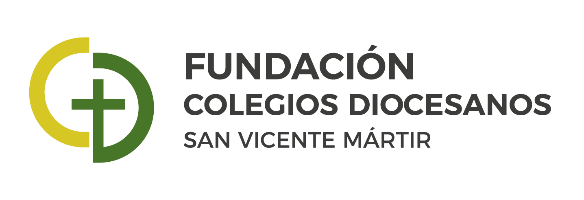 FUNDACIÓN
COLEGIOS DIOCESANOS
SAN VICENTE MÁRTIR